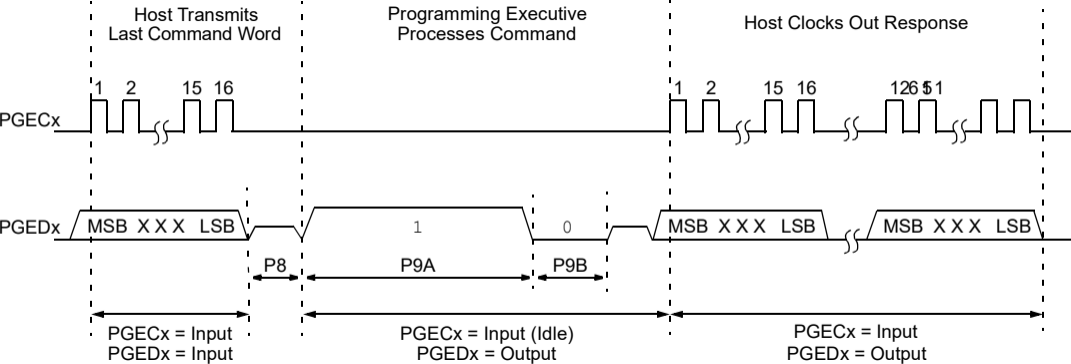 Host Transmits
Last Command Word
Programming Executive
Processes Command
Host Clocks Out Response
PGECx
1 2 15 16
1 2 15 16
PGEDx
MSB X X X LSB
1
0
MSB X X X LSB
MSB X X X LSB
P8
P9A
P9B
PGECx = Input
PGEDx = Input
PGECx = Input (Idle)
PGEDx = Output
PGECx = Input
PGEDx = Output